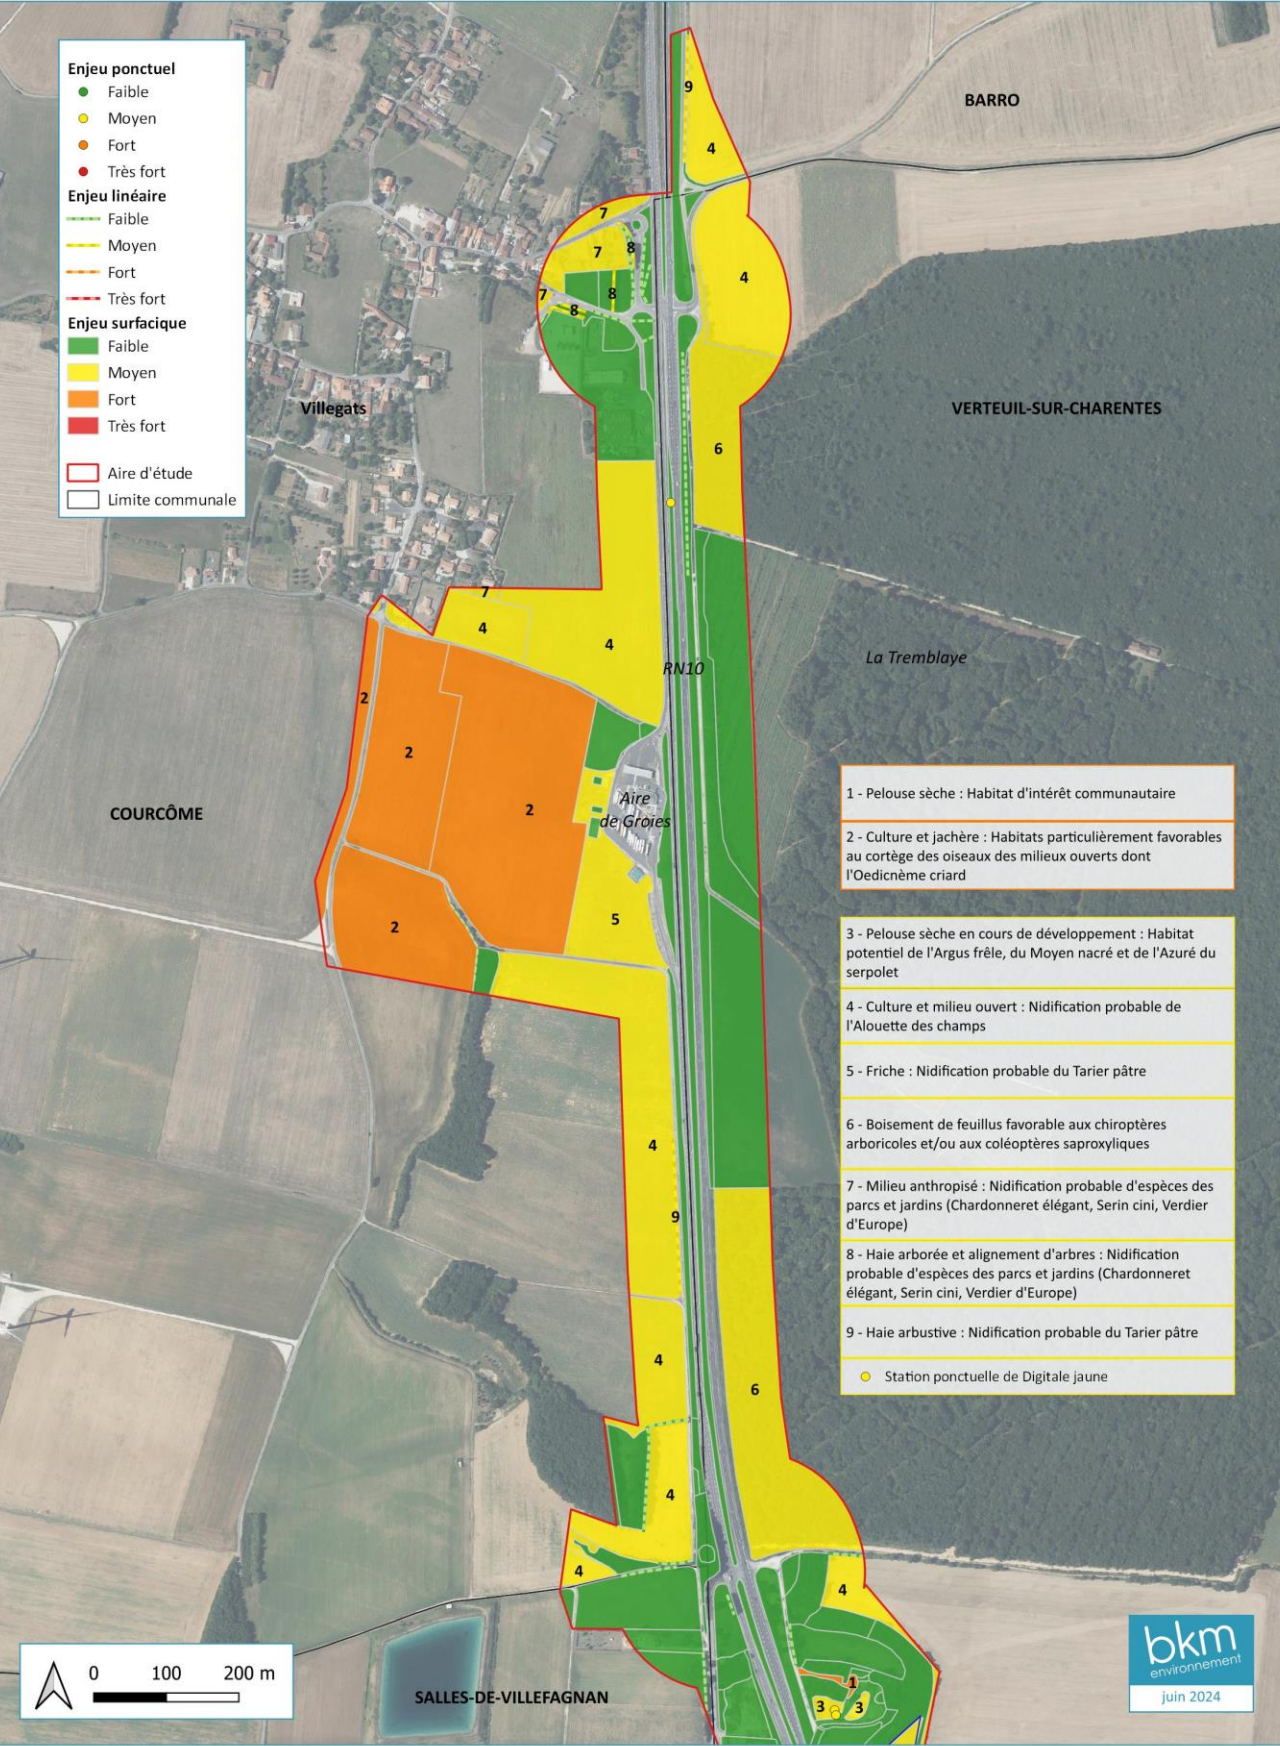 Enjeu ponctuel
Faible
Moyen
Fort
Très fort
Enjeu linéaire
Faible
Moyen
Fort
Très fort
Enjeu surfacique
Faible
Moyen
Fort
Très fort
Aire d'étude
Limite communale
9
BARRO
4
7
7
8
4
7
8
8
Villegats
VERTEUIL-SUR-CHARENTES
6
7
4
4
La Tremblaye
RN10
2
2
2
Aire
de Groies
COURCÔME
5
2
1 - Pelouse sèche : Habitat d'intérêt communautaire
2 - Culture et jachère : Habitats particulièrement favorables
au cortège des oiseaux des milieux ouverts dont
l'Oedicnème criard
3 - Pelouse sèche en cours de développement : Habitat
potentiel de l'Argus frêle, du Moyen nacré et de l'Azuré du
serpolet
4 - Culture et milieu ouvert : Nidification probable de
l'Alouette des champs
5 - Friche : Nidification probable du Tarier pâtre
6 - Boisement de feuillus favorable aux chiroptères
arboricoles et/ou aux coléoptères saproxyliques
7 - Milieu anthropisé : Nidification probable d'espèces des
parcs et jardins (Chardonneret élégant, Serin cini, Verdier
d'Europe)
8 - Haie arborée et alignement d'arbres : Nidification
probable d'espèces des parcs et jardins (Chardonneret
élégant, Serin cini, Verdier d'Europe)
9 - Haie arbustive : Nidification probable du Tarier pâtre
Station ponctuelle de Digitale jaune
4
9
4
6
4
4
4
1
3
3
0 100 200 m
SALLES-DE-VILLEFAGNAN
bkm
environnement
juin 2024